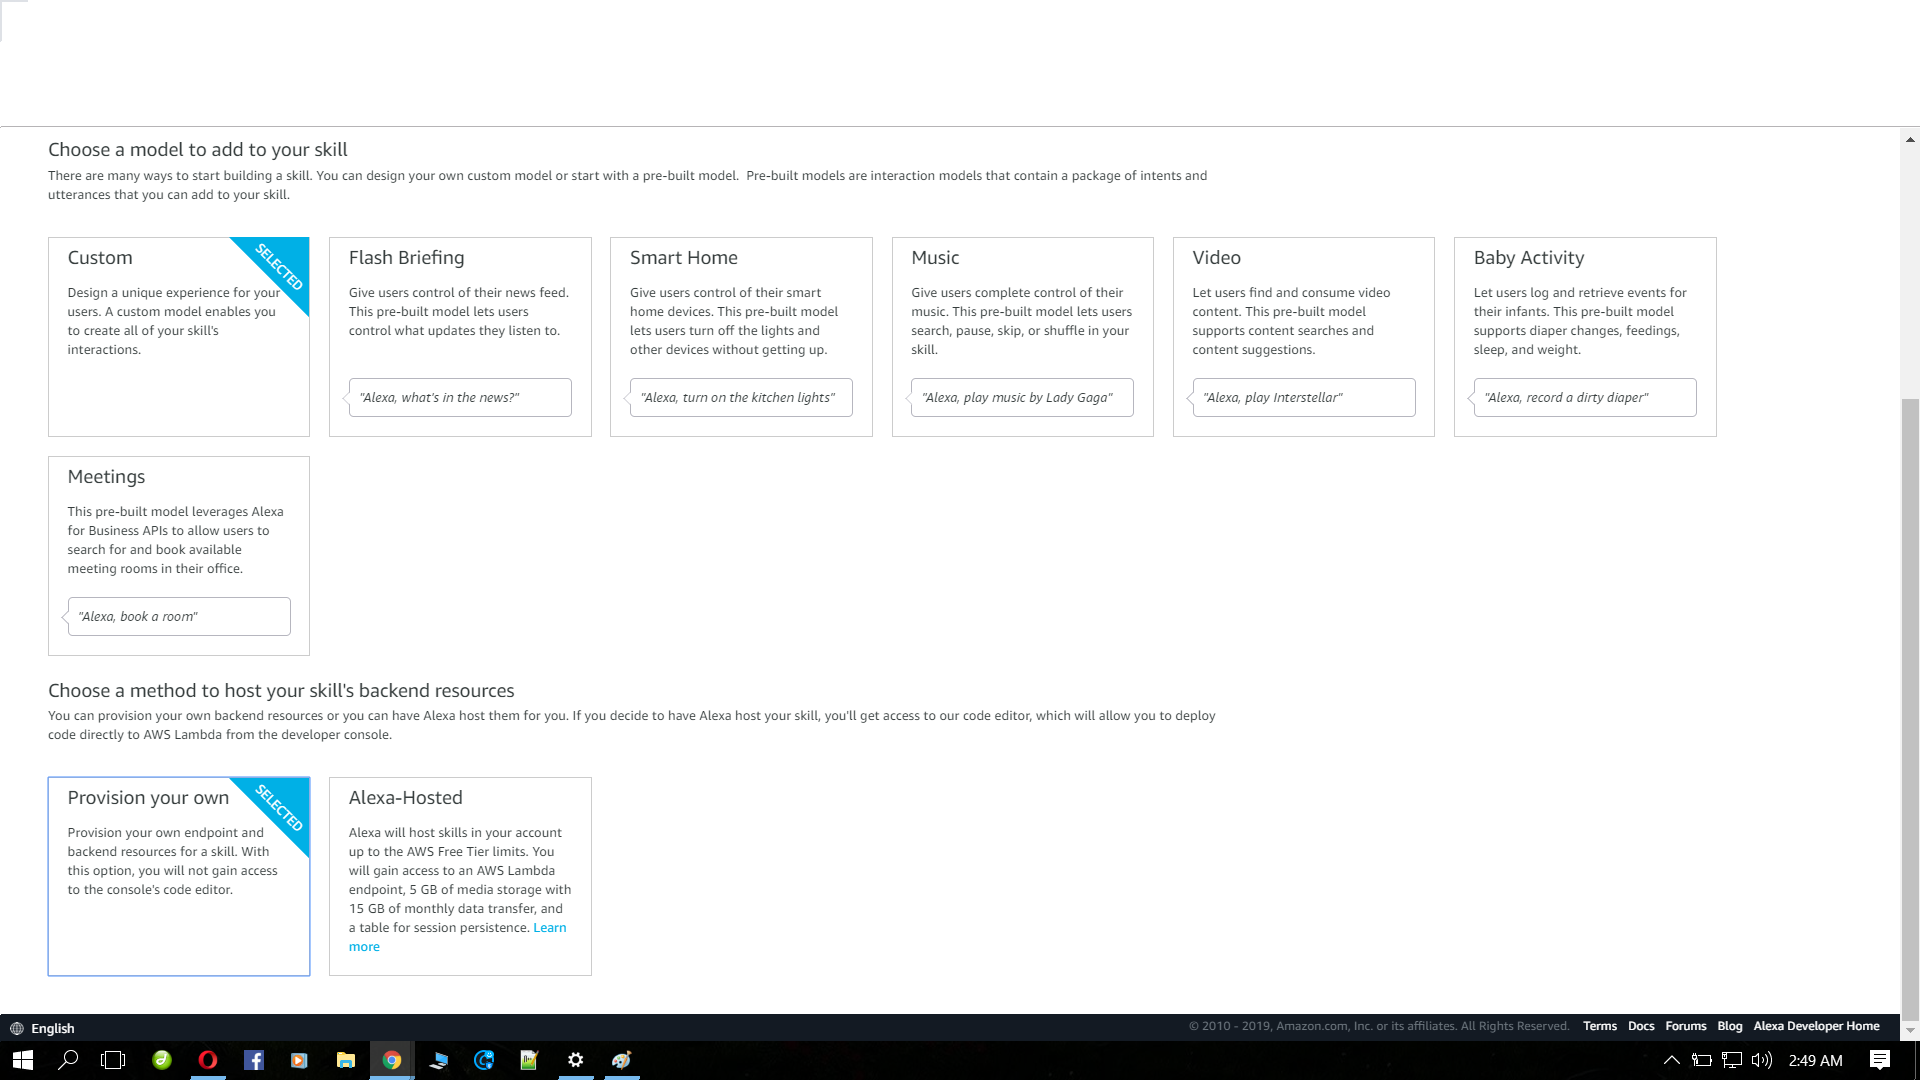 Choose a model to add to your skill
There are many ways to start building a skill. You can design your own custom model or start with a pre-built model.  Pre-built models are interaction models that contain a package of intents and
utterances that you can add to your skill.
Custom
SELECTED
Design a unique experience for your
users. A custom model enables you
to create all of your skill's
interactions.
Flash Briefing
Give users control of their news feed.
This pre-built model lets users
control what updates they listen to.
"Alexa, what's in the news?"
Smart Home
Give users control of their smart
home devices. This pre-built model
lets users turn off the lights and
other devices without getting up.
"Alexa, turn on the kitchen lights"
Music
Give users complete control of their
music. This pre-built model lets users
search, pause, skip, or shuffle in your
skill.
"Alexa, play music by Lady Gaga"
Video
Let users find and consume video
content. This pre-built model
supports content searches and
content suggestions.
"Alexa, play Interstellar"
Baby Activity
Let users log and retrieve events for
their infants. This pre-built model
supports diaper changes, feedings,
sleep, and weight.
"Alexa, record a dirty diaper"
Meetings
This pre-built model leverages Alexa
for Business APIs to allow users to
search for and book available
meeting rooms in their office.
"Alexa, book a room"
Choose a method to host your skill's backend resources
You can provision your own backend resources or you can have Alexa host them for you. If you decide to have Alexa host your skill, you'll get access to our code editor, which will allow you to deploy
code directly to AWS Lambda from the developer console.
Provision your own
SELECTED
Provision your own endpoint and
backend resources for a skill. With
this option, you will not gain access
to the console's code editor.
Alexa-Hosted
Alexa will host skills in your account
up to the AWS Free Tier limits. You
will gain access to an AWS Lambda
endpoint, 5 GB of media storage with
15 GB of monthly data transfer, and
a table for session persistence. Learn
more
English
© 2010 - 2019, Amazon.com, Inc. or its affiliates. All Rights Reserved.
Terms Docs Forums Blog Alexa Developer Home
2:49 AM